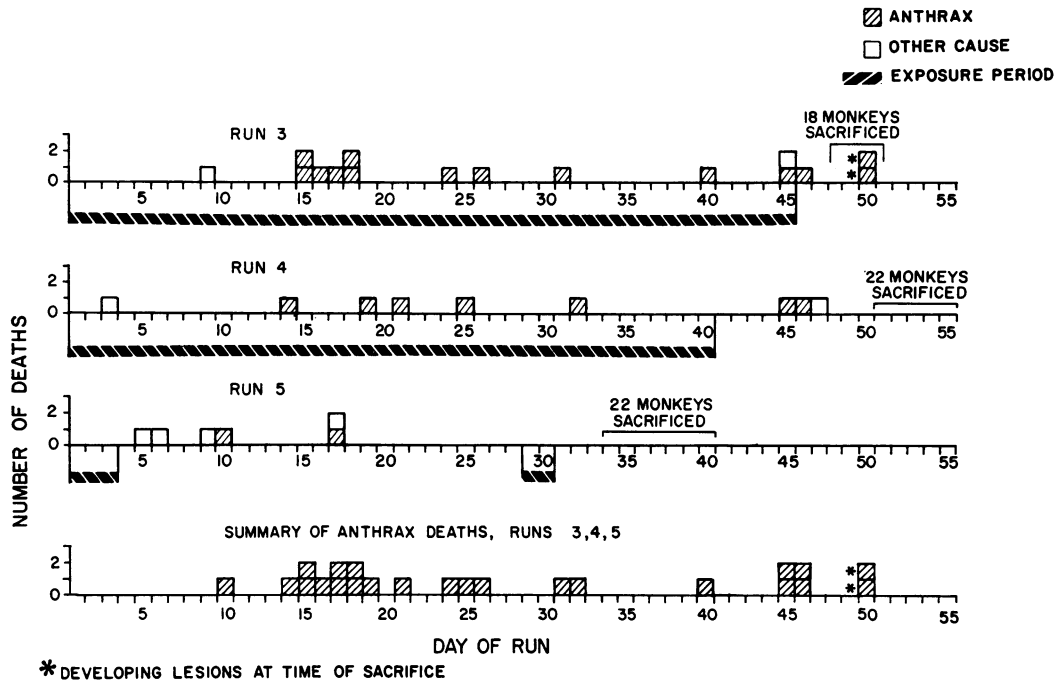 ANTHRAX
OTHER CAUSE
EXPOSURE PERIOD
NUMBER OF DEATHS
RUN 3
18 MONKEYS
SACRIFICED
2
0
* *
5 10 15 20 25 30 35 40 45 50 55
RUN 4
22 MONKEYS
SACRIFICED
2
0
5 10 15 20 25 30 35 40 45 50 55
RUN 5
22 MONKEYS
SACRIFICED
2
0
5 10 15 20 25 30 35 40 45 50 55
SUMMARY OF ANTHRAX DEATHS, RUNS 3,4,5
2
0
* *
5 10 15 20 25 30 35 40 45 50 55
DAY OF RUN
* DEVELOPING LESIONS AT TIME OF SACRIFICE